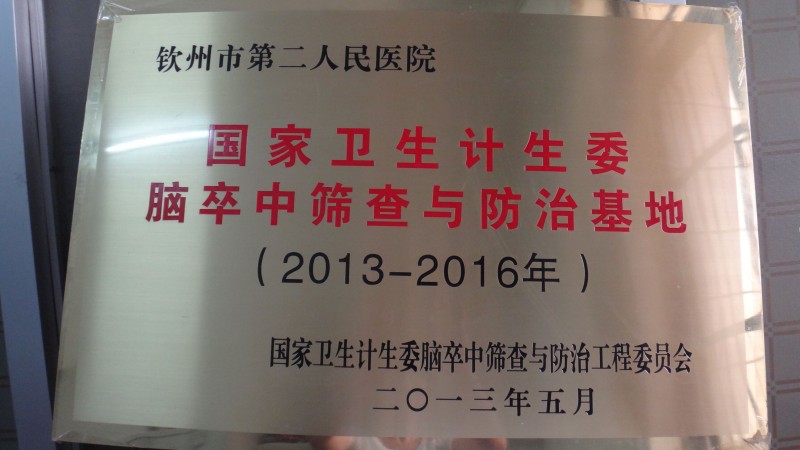 钦州市第二人民医院
国家卫生计生委
脑卒中筛查与防治基地
（2013-2016年）
国家卫生计生委脑卒中筛查与防治工程委员会
二〇一三年五月